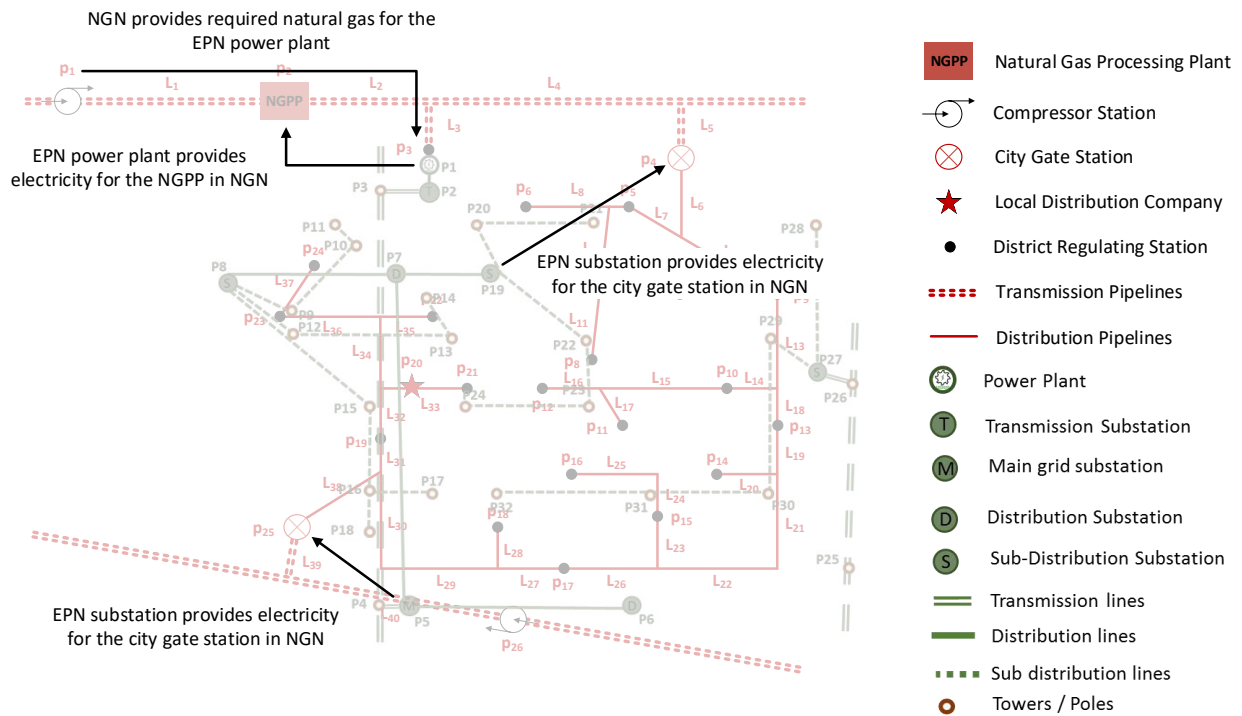 NGN provides required natural gas for the
EPN power plant
p1
p2
L1
NGPP
L2
L4
L3
L5
EPN power plant provides
electricity for the NGPP in NGN
p3
P1
P2
P3
p4
p6
L8
p5
L7
L6
P20
P28
P11
P10
p24
P7
P8
L37
P19
EPN substation provides electricity
for the city gate station in NGN
P14
P9
p23
P12
L36
L35
L11
P29
L13
P13
P22
L34
p20
p8
P27
p21
L16
L15
p10
L14
P26
P15
L33
P24
p12
P23
L32
L17
L18
p11
p13
p19
L31
p16
L25
p14
L19
L38
P16
P17
L20
P32
L24
P31
P30
p25
P18
L30
p18
p15
L21
L39
L28
L23
P25
L29
L27
p17
L26
L22
EPN substation provides electricity
for the city gate station in NGN
P4
L40
M
P5
D
P6
p26
NGPP
Natural Gas Processing Plant
Compressor Station
City Gate Station
Local Distribution Company
District Regulating Station
Transmission Pipelines
Distribution Pipelines
Power Plant
T
Transmission Substation
M
Main grid substation
D
Distribution Substation
S
Sub-Distribution Substation
Transmission lines
Distribution lines
Sub distribution lines
Towers / Poles